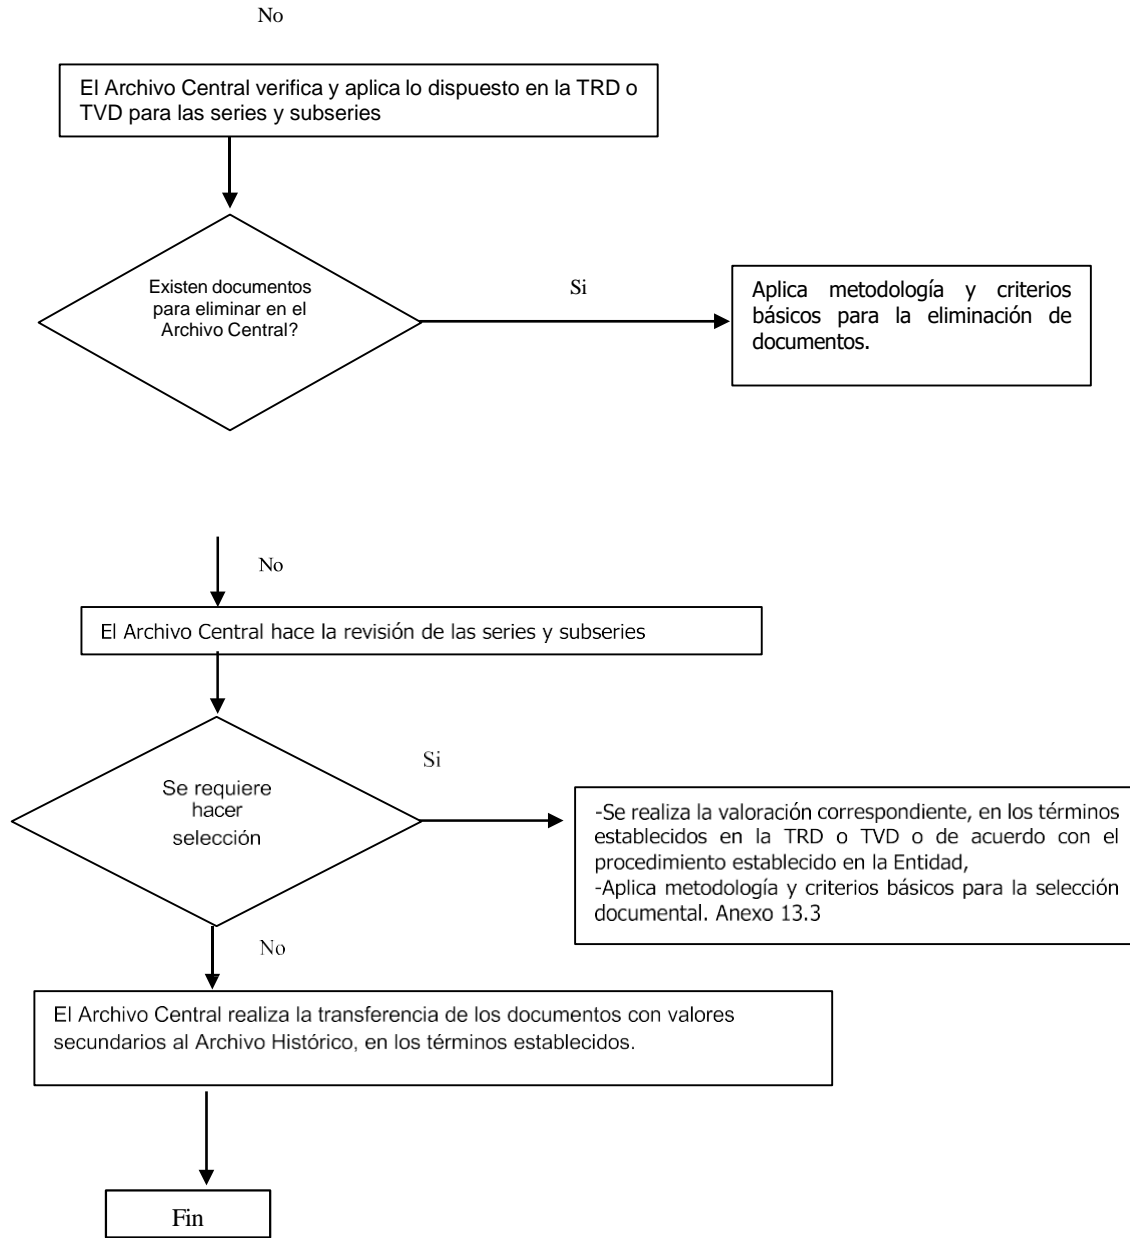 No
El Archivo Central verifica y aplica lo dispuesto en la TRD o
TVD para las series y subseries
Existen documentos
para eliminar en el
Archivo Central?
Si
Aplica metodología y criterios
básicos para la eliminación de
documentos.
No
El Archivo Central hace la revisión de las series y subseries
Se requiere
hacer
selección
Si
-Se realiza la valoración correspondiente, en los términos
establecidos en la TRD o TVD o de acuerdo con el
procedimiento establecido en la Entidad,
-Aplica metodología y criterios básicos para la selección
documental. Anexo 13.3
No
El Archivo Central realiza la transferencia de los documentos con valores
secundarios al Archivo Histórico, en los términos establecidos.
Fin